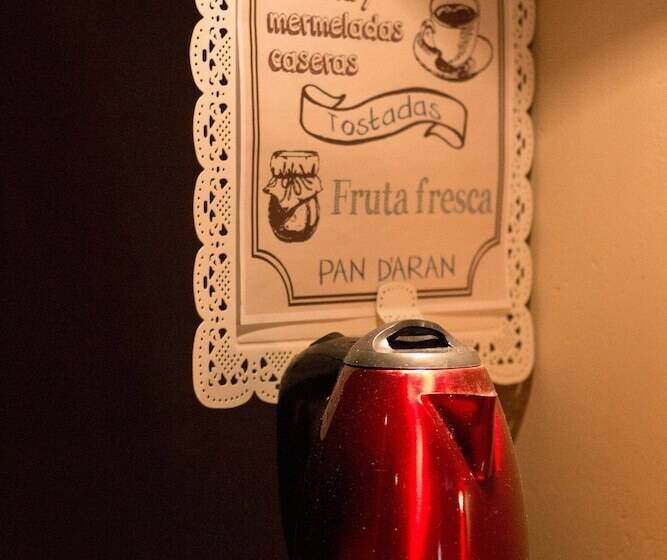 mermeladas
caseras
Tostadas
Fruta fresca
PAN D'ARAN